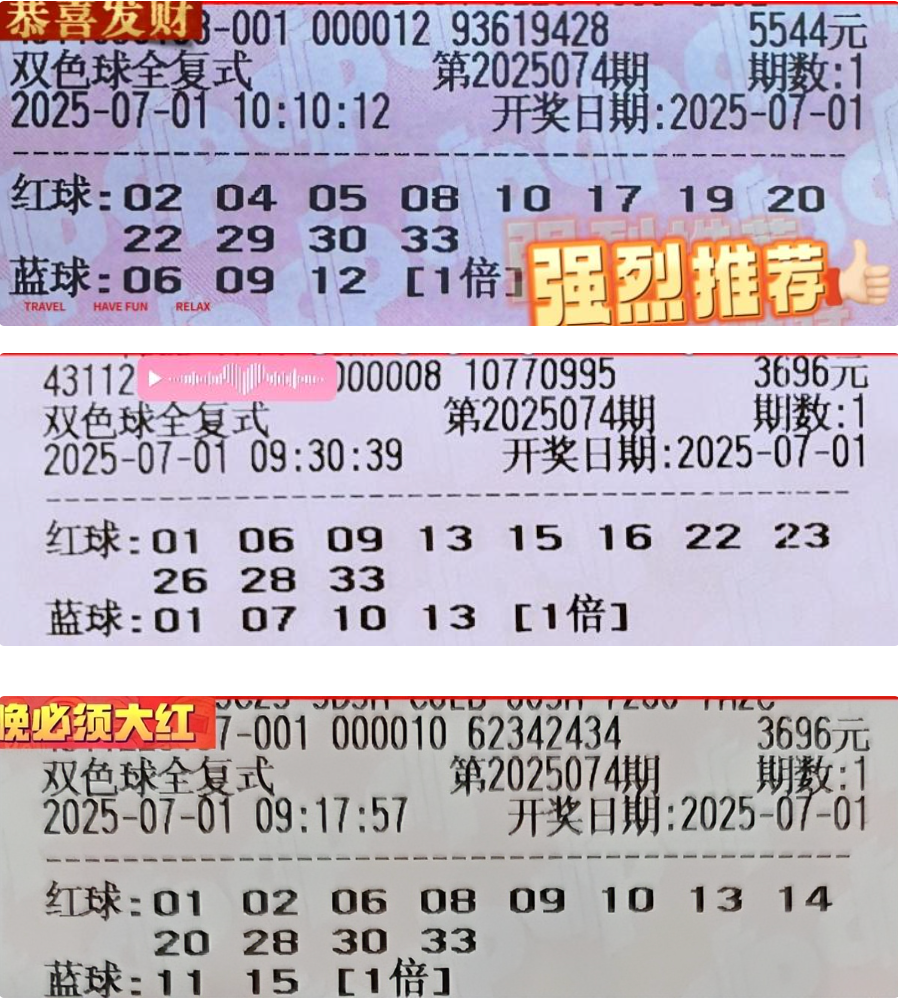 恭喜发财
-001 000012 93619428 5544元
双色球全复式 第2025074期 期数:1
2025-07-01 10:10:12 开奖日期:2025-07-01
红球:02 04 05 08 10 17 19 20
22 29 30 33
蓝球:06 09 12 [1倍]
强烈推荐
TRAVEL HAVE FUN RELAX
43112 000008 10770995 3696元
双色球全复式 第2025074期 期数:1
2025-07-01 09:30:39 开奖日期:2025-07-01
红球:01 06 09 13 15 16 22 23
26 28 33
蓝球:01 07 10 13 [1倍]
晚必须大红
7-001 000010 62342434 3696元
双色球全复式 第2025074期 期数:1
2025-07-01 09:17:57 开奖日期:2025-07-01
红球:01 02 06 08 09 10 13 14
20 28 30 33
蓝球:11 15 [1倍]